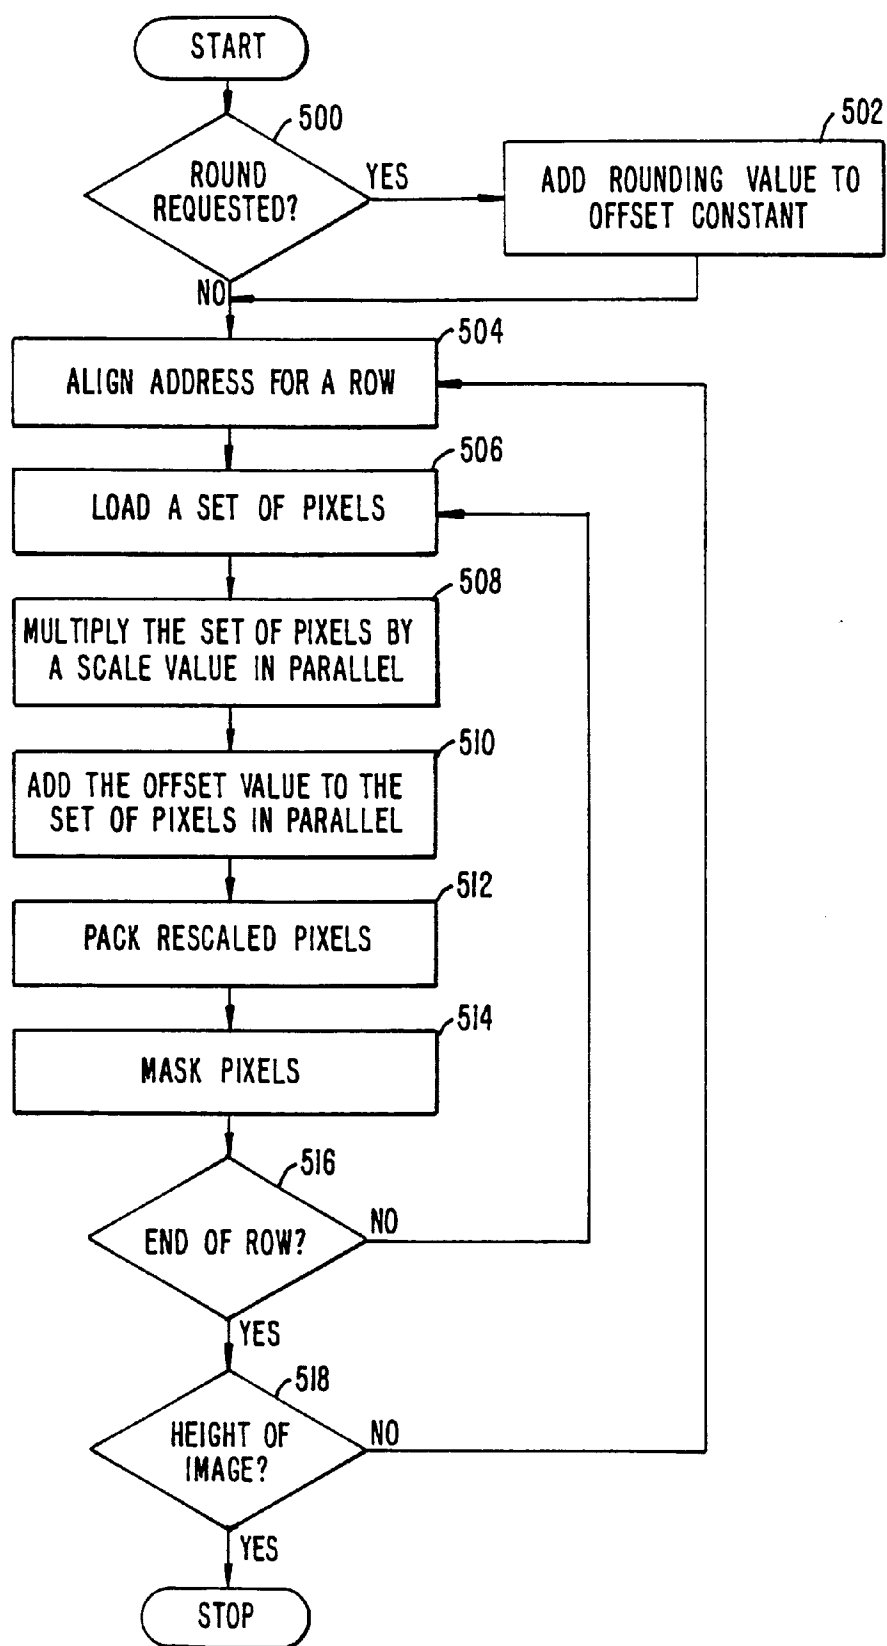 START
500
ROUND
REQUESTED?
YES
502
ADD ROUNDING VALUE TO
OFFSET CONSTANT
NO
504
ALIGN ADDRESS FOR A ROW
506
LOAD A SET OF PIXELS
508
MULTIPLY THE SET OF PIXELS BY
A SCALE VALUE IN PARALLEL
510
ADD THE OFFSET VALUE TO THE
SET OF PIXELS IN PARALLEL
512
PACK RESCALED PIXELS
514
MASK PIXELS
516
END OF ROW?
NO
YES
518
HEIGHT OF
IMAGE?
NO
YES
STOP